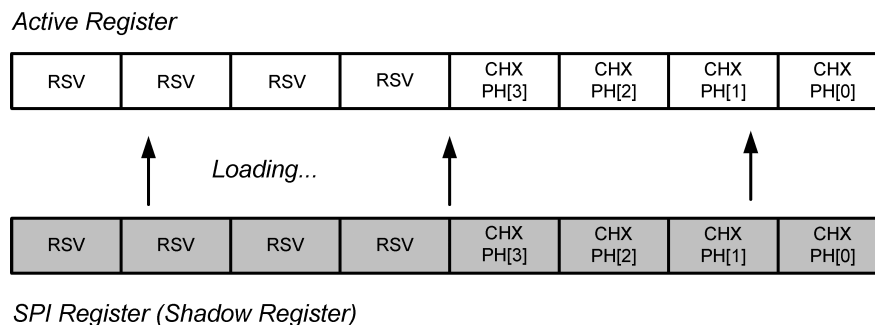 Active Register
RSV RSV RSV RSV CHX PH[3] CHX PH[2] CHX PH[1] CHX PH[0]
Loading...
RSV RSV RSV RSV CHX PH[3] CHX PH[2] CHX PH[1] CHX PH[0]
SPI Register (Shadow Register)